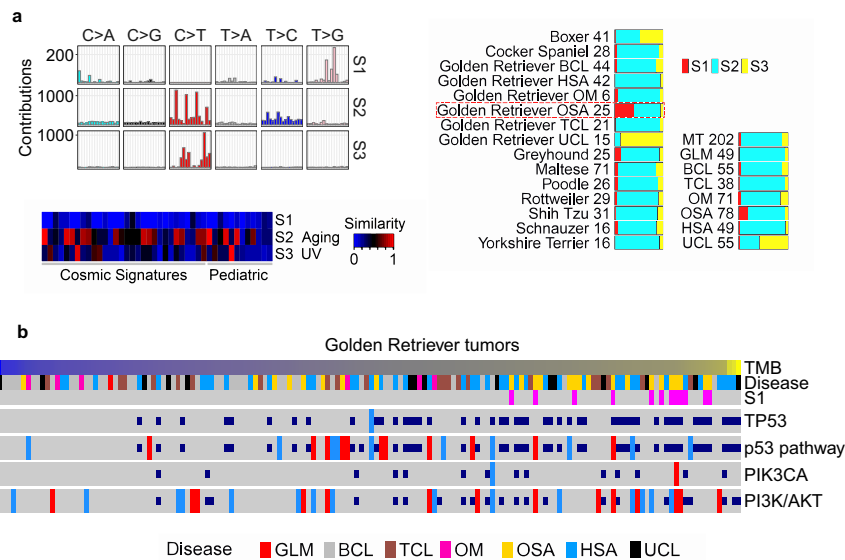 a
C>A C>G C>T T>A T>C T>G
200
S1
Contributions
1000
S2
1000
S3
S1
S2 Aging
S3 UV
Similarity
0 1
Cosmic Signatures Pediatric
Boxer 41
Cocker Spaniel 28
Golden Retriever BCL 44
Golden Retriever HSA 42
Golden Retriever OM 6
Golden Retriever OSA 25
Golden Retriever TCL 21
Golden Retriever UCL 15
Greyhound 25
Maltese 71
Poodle 26
Rottweiler 29
Shih Tzu 31
Schnauzer 16
Yorkshire Terrier 16
S1 S2 S3
MT 202
GLM 49
BCL 55
TCL 38
OM 71
OSA 78
HSA 49
UCL 55
b
Golden Retriever tumors
TMB
Disease
S1
TP53
p53 pathway
PIK3CA
PI3K/AKT
Disease GLM BCL TCL OM OSA HSA UCL